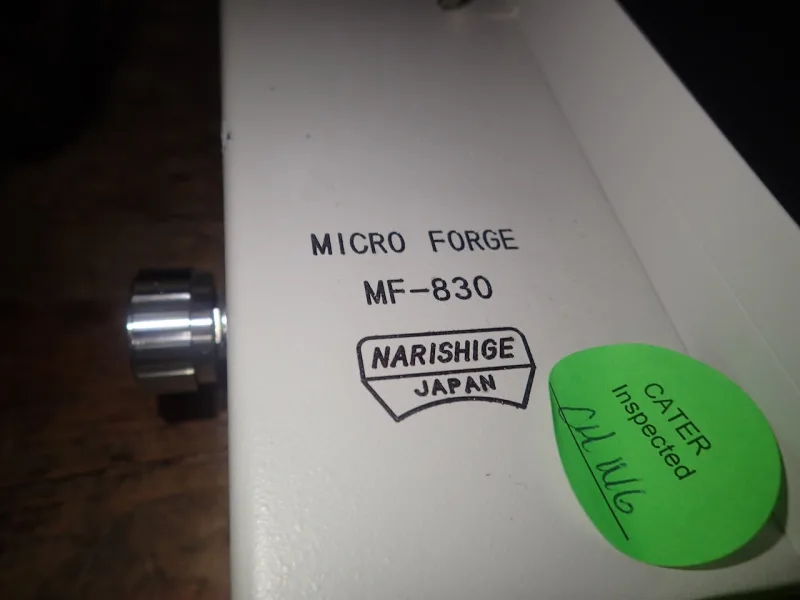 MICRO FORGE
MF-830
NARISHIGE
JAPAN
CATER
Inspected